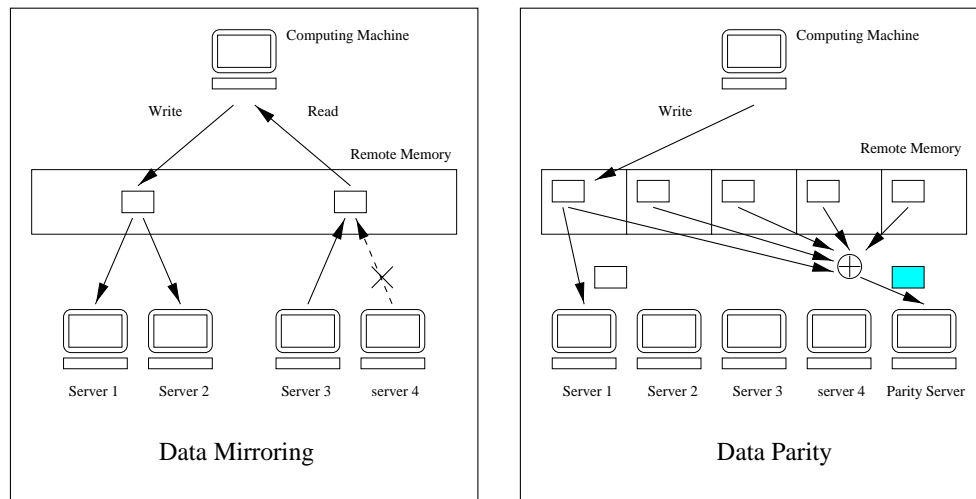 Computing Machine
Write
Read
Remote Memory
Server 1
Server 2
Server 3
server 4
Data Mirroring
Computing Machine
Write
Remote Memory
Server 1
Server 2
Server 3
server 4
Parity Server
Data Parity